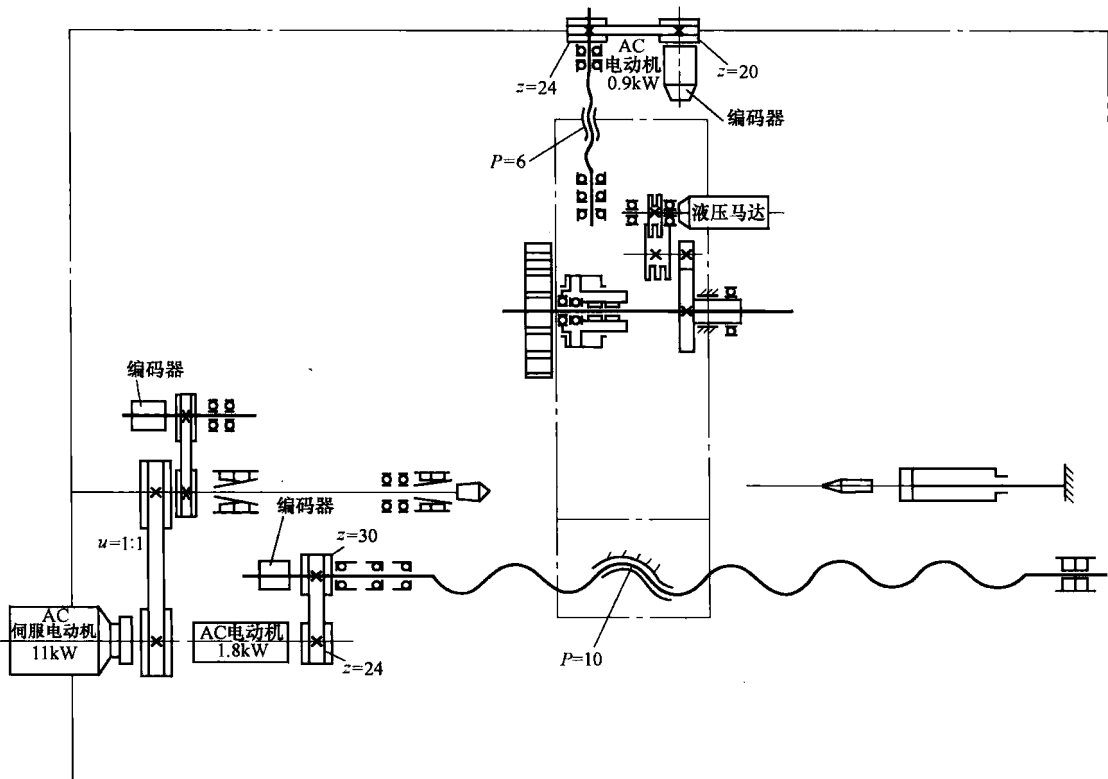 AC
电动机
0.9kW
z=24
z=20
编码器
P=6
液压马达
编码器
编码器
u=1:1
z=30
AC
伺服电动机
11kW
AC电动机
1.8kW
z=24
P=10